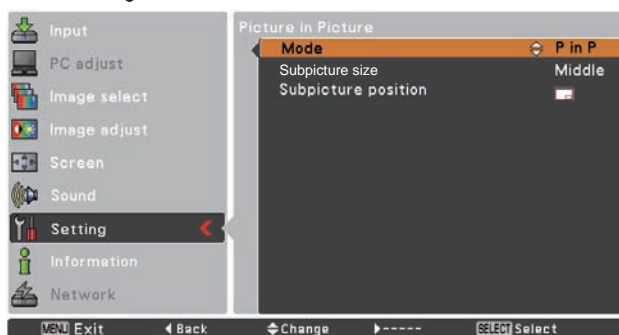 Input
PC adjust
Image select
Image adjust
Screen
Sound
Setting
Information
Network
Picture in Picture
Mode P in P
Subpicture size Middle
Subpicture position
MENU Exit Back Change ----- SELECT Select